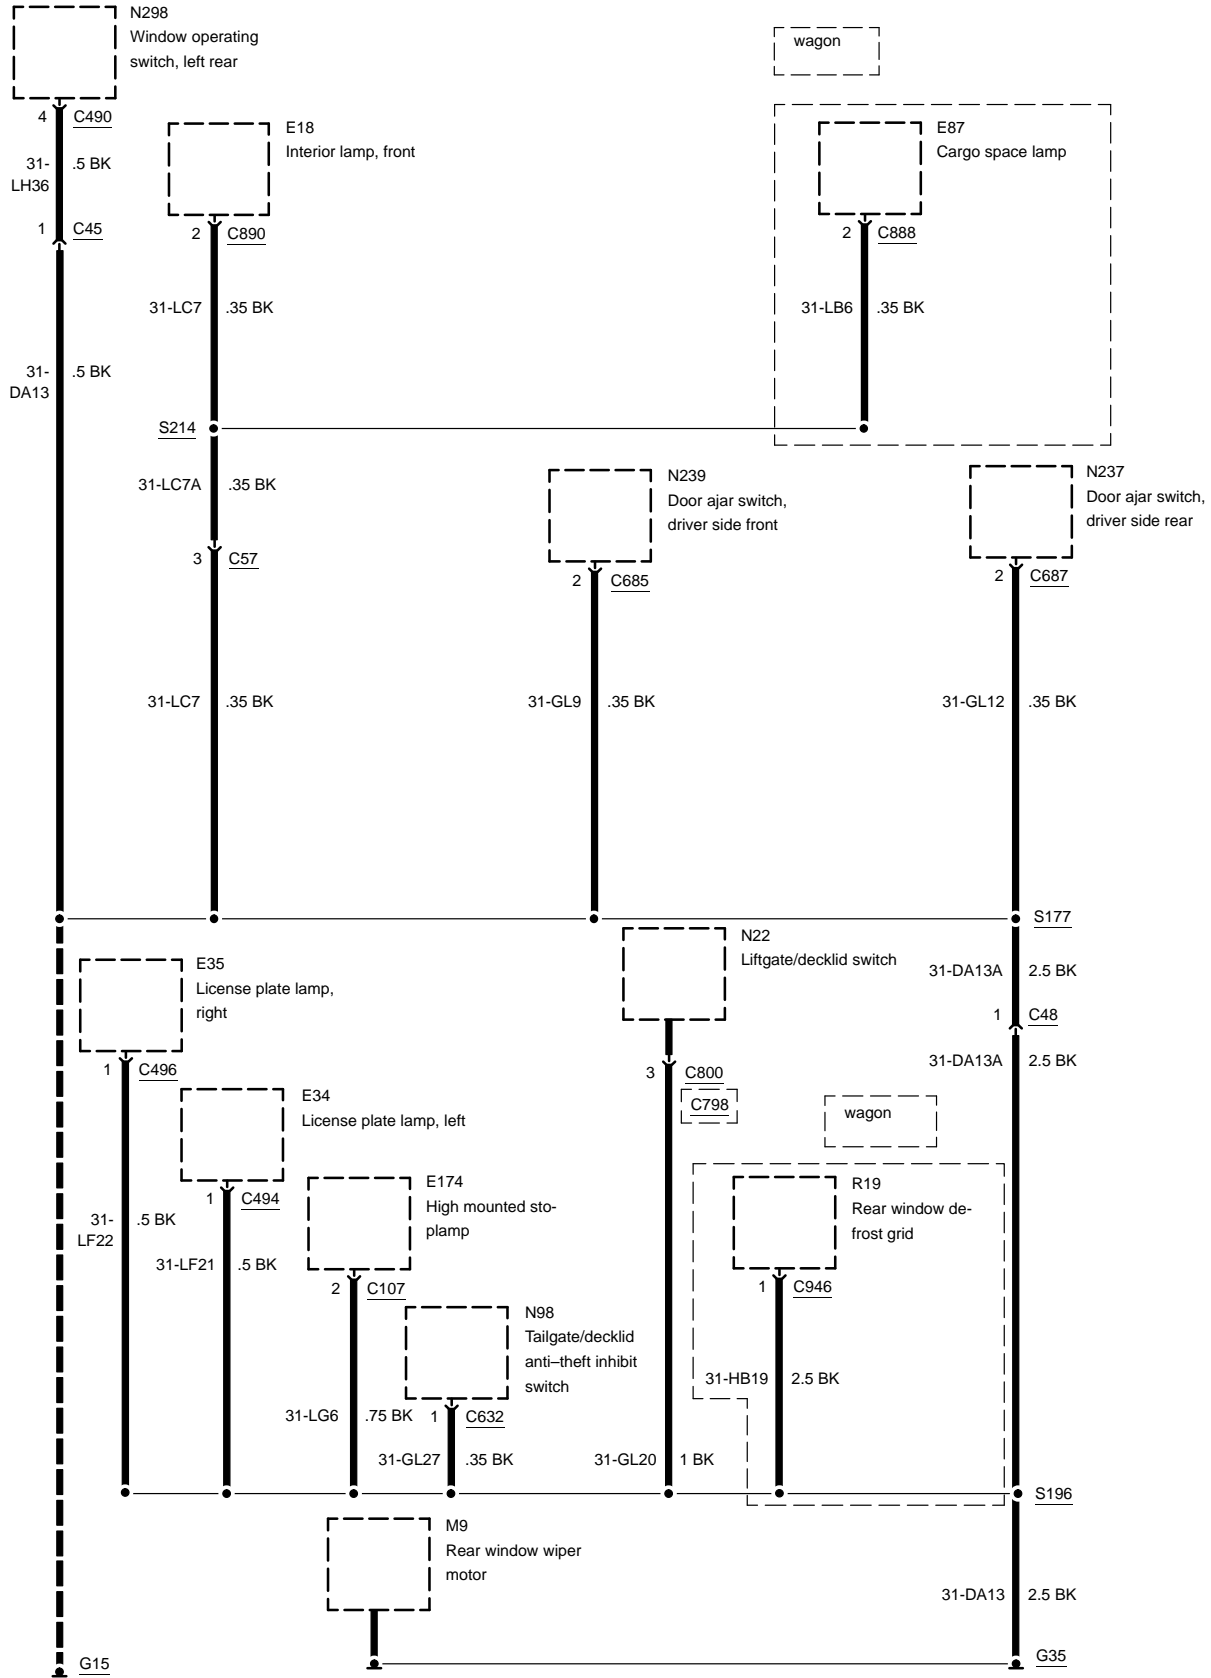 N298
Window operating
switch, left rear
wagon
4 C490
31-
LH36
.5 BK
1 C45
E18
Interior lamp, front
2 C890
E87
Cargo space lamp
2 C888
31-LC7 .35 BK
31-LB6 .35 BK
31-
DA13
.5 BK
S214
31-LC7A .35 BK
3 C57
N239
Door ajar switch,
driver side front
2 C685
N237
Door ajar switch,
driver side rear
2 C687
31-LC7 .35 BK
31-GL9 .35 BK
31-GL12 .35 BK
S177
N22
Liftgate/decklid switch
31-DA13A 2.5 BK
1 C48
31-DA13A 2.5 BK
E35
License plate lamp,
right
1 C496
3 C800
C798
E34
License plate lamp, left
1 C494
wagon
E174
High mounted sto-
plamp
2 C107
R19
Rear window de-
frost grid
1 C946
31-
LF22
.5 BK
31-LF21 .5 BK
N98
Tailgate/decklid
anti–theft inhibit
switch
1 C632
31-HB19 2.5 BK
31-LG6 .75 BK
31-GL27 .35 BK
31-GL20 1 BK
S196
M9
Rear window wiper
motor
31-DA13 2.5 BK
G15
G35